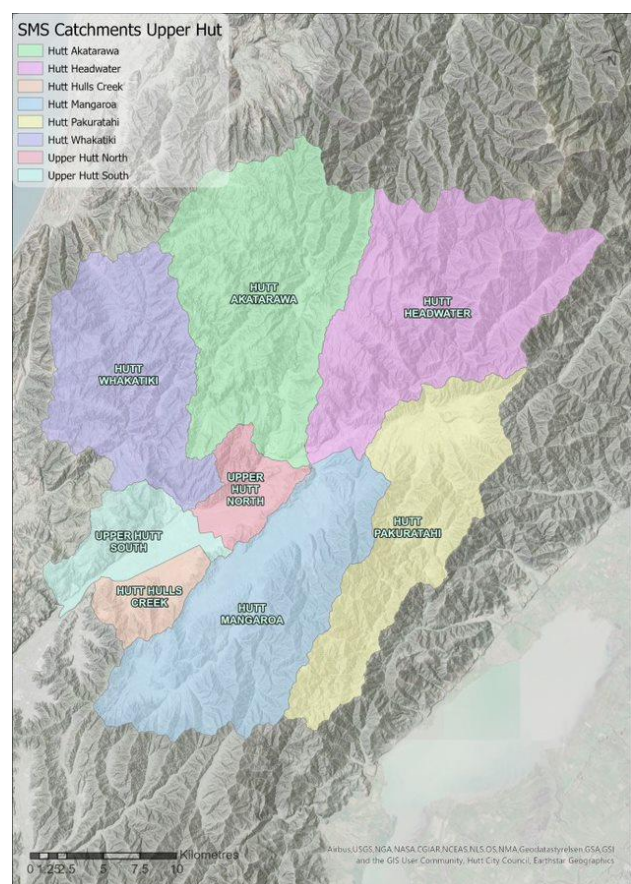 SMS Catchments Upper Hut
Hutt Akatarawa
Hutt Headwater
Hutt Hulls Creek
Hutt Mangaroa
Hutt Pakuratahi
Hutt Whakatiki
Upper Hutt North
Upper Hutt South
N
HUTT
AKATARAWA
HUTT
HEADWATER
HUTT
WHAKATIKI
UPPER
HUTT
NORTH
HUTT
PAKURATAHI
UPPER HUTT
SOUTH
HUTT HULLS
CREEK
HUTT
MANGAROA
Kilometres
0 1.25 2.5 5 7.5 10
Airbus,USGS,NGA,NASA,CGIAR,NCEAS,NLS,OS,NMA,Geodatastyrelsen,GSA,GSI
and the GIS User Community, Hutt City Council, Earthstar Geographics